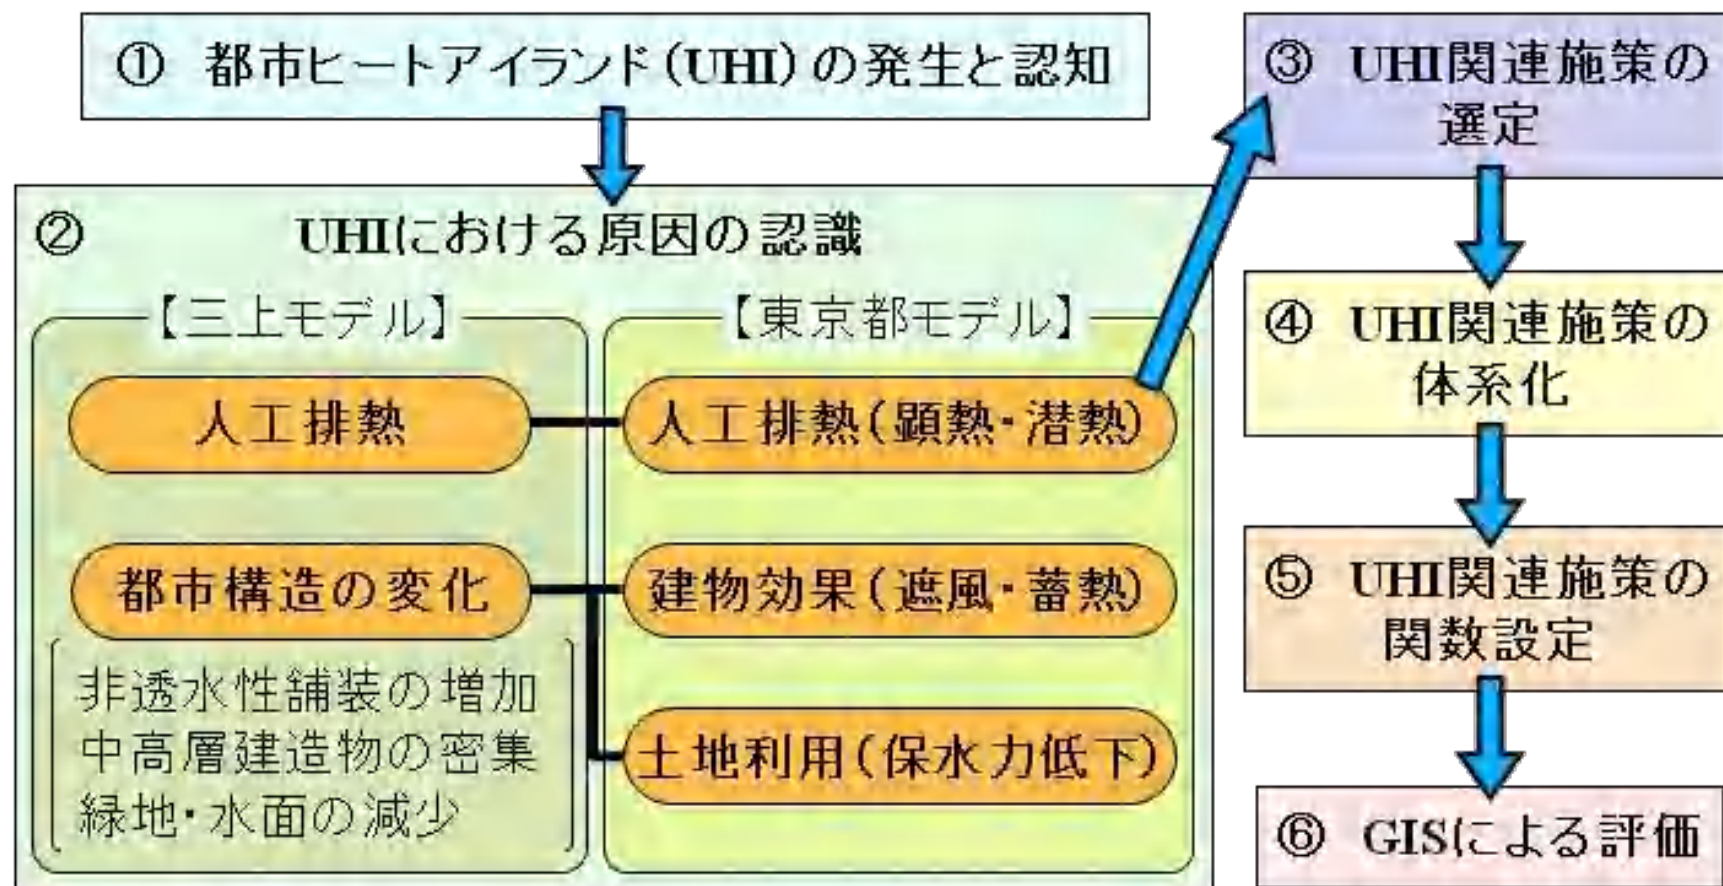 ① 都市ヒートアイランド(UHI)の発生と認知
② UHIにおける原因の認識
【三上モデル】
人工排熱
都市構造の変化
非透水性舗装の増加
中高層建造物の密集
緑地・水面の減少
【東京都モデル】
人工排熱(顕熱・潜熱)
建物効果(遮風・蓄熱)
土地利用(保水力低下)
③ UHI関連施策の
選定
④ UHI関連施策の
体系化
⑤ UHI関連施策の
関数設定
⑥ GISによる評価